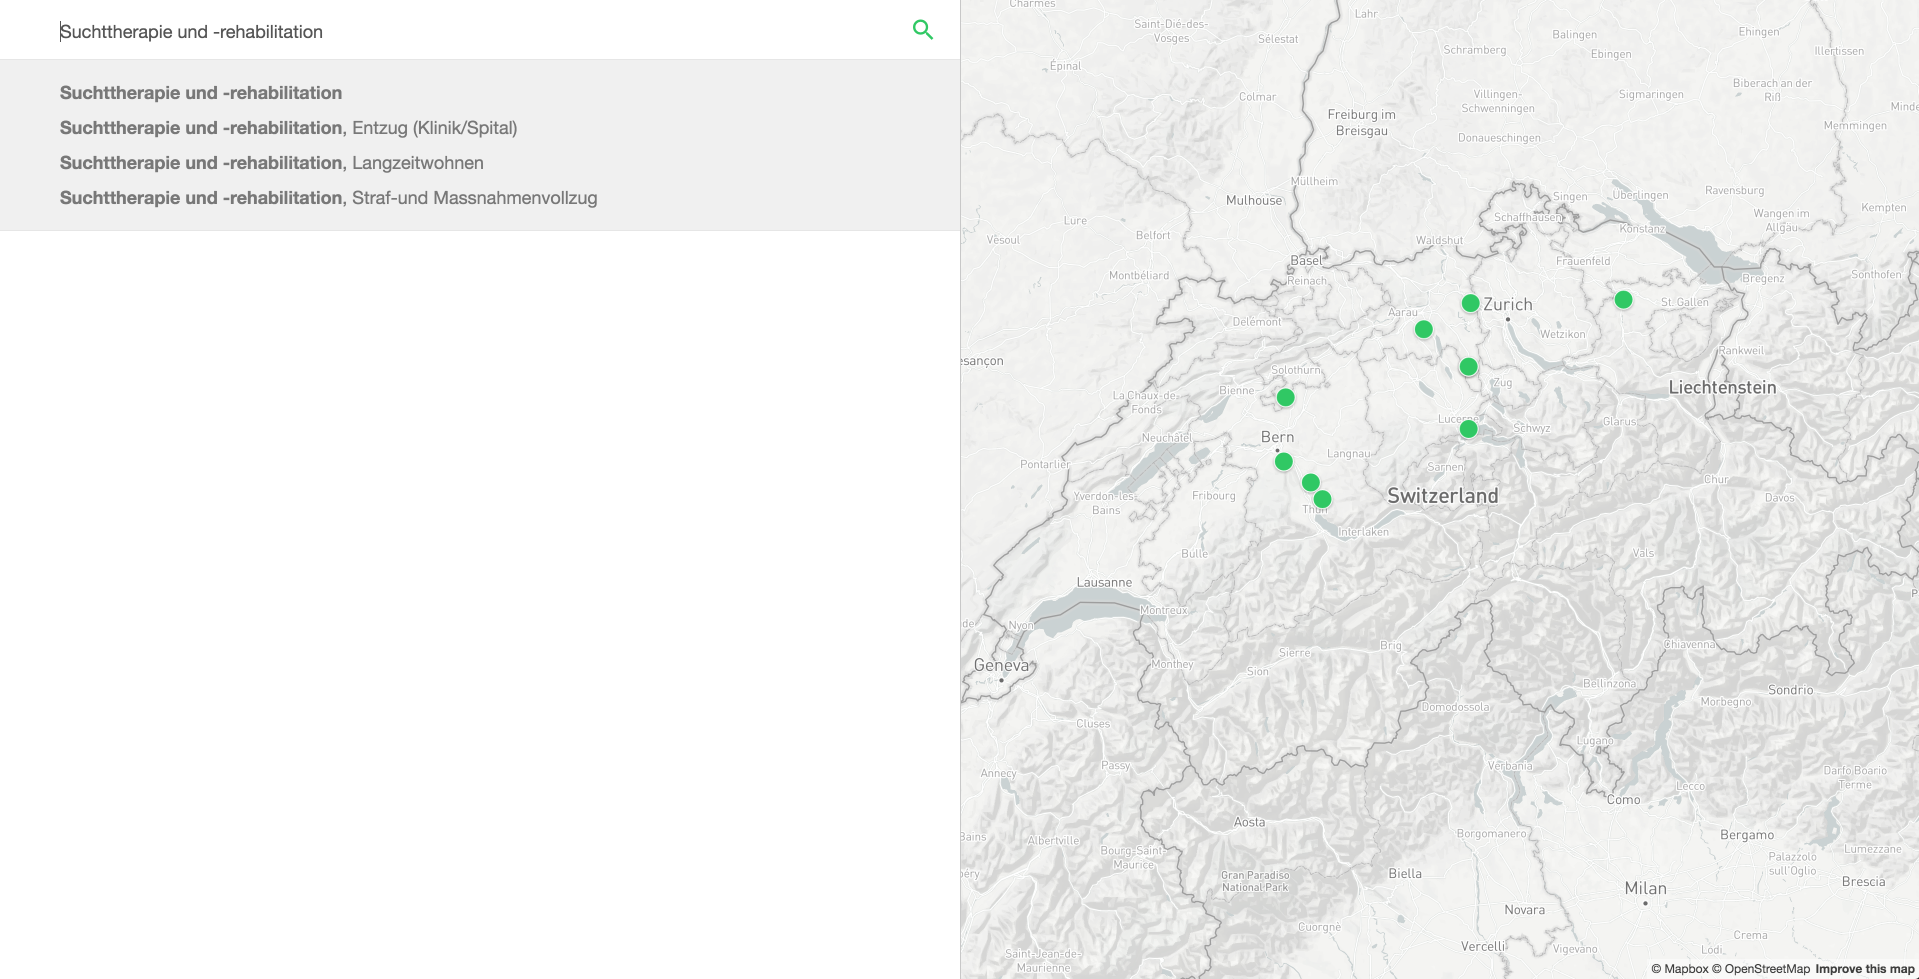 Suchttherapie und -rehabilitation
Suchttherapie und -rehabilitation
Suchttherapie und -rehabilitation, Entzug (Klinik/Spital)
Suchttherapie und -rehabilitation, Langzeitwohnen
Suchttherapie und -rehabilitation, Straf-und Massnahmenvollzug
Charmes
Lahr
Saint-Dié-des-
Vosges
Sélestat
Balingen
Ehingen
Illertissen
Schramberg
Ebingen
Épinal
Biberach an der
Riß
Colmar
Villingen-
Schwenningen
Sigmaringen
Freiburg im
Breisgau
Memmingen
Donaueschingen
Müllheim
Mulhouse
Singen
Überlingen
Ravensburg
Schaffhausen
Wangen im
Allgäu
Kempten
Lure
Konstanz
Vesoul
Belfort
Waldshut
Basel
Frauenfeld
Montbéliard
Reinach
Bregenz
Sonthofen
Zurich
St. Gallen
Aarau
Delémont
Wetzikon
Rankweil
Solothurn
Zug
Liechtenstein
Bienne
La Chaux-de-
Fonds
Lucerne
Glarus
Schwyz
Neuchâtel
Bern
Langnau
Pontarlier
Sarnen
Chur
Davos
Yverdon-les-
Bains
Fribourg
Switzerland
Thun
Interlaken
Bulle
Vals
Lausanne
Montreux
Nyon
Geneva
Monthey
Sierre
Brig
Chiavenna
Sion
Bellinzona
Sondrio
Morbegno
Domodossola
Cluses
Lugano
Passy
Verbania
Annecy
Darfo Boario
Terme
Lecco
Como
Aosta
Borgomanero
Bergamo
Albertville
Bourg-Saint-
Maurice
Lumezzane
Palazzolo
sull'Oglio
Gran Paradiso
National Park
Biella
Brescia
Milan
Novara
Cuorgnè
Crema
Vercelli
Vigevano
Lodi
Saint-Jean-de-
Maurienne
© Mapbox © OpenStreetMap Improve this map